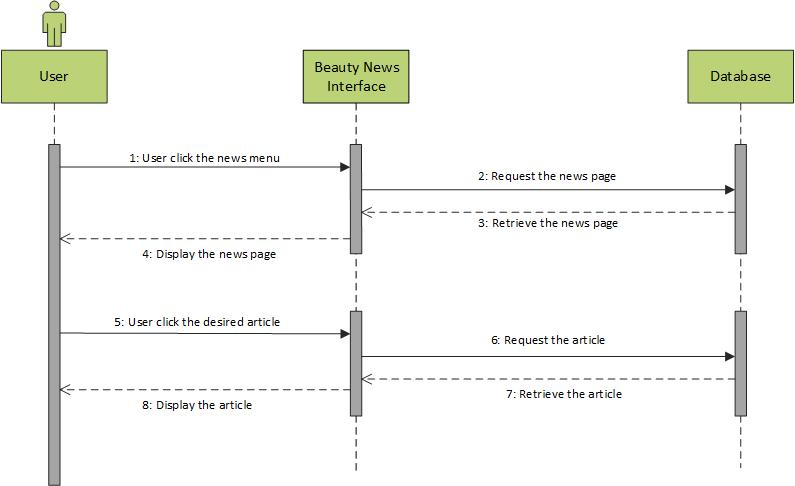 User
Beauty News
Interface
Database
1: User click the news menu
2: Request the news page
3: Retrieve the news page
4: Display the news page
5: User click the desired article
6: Request the article
7: Retrieve the article
8: Display the article